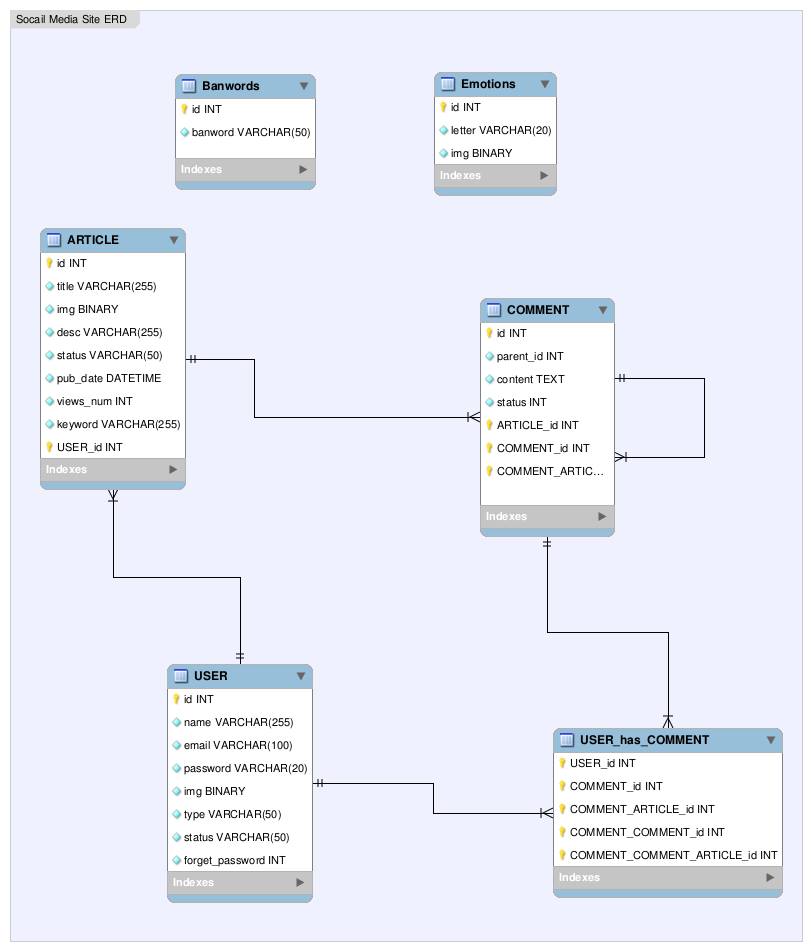 Socail Media Site ERD
Banwords
id INT
banword VARCHAR(50)
Indexes
Emotions
id INT
letter VARCHAR(20)
img BINARY
Indexes
ARTICLE
id INT
title VARCHAR(255)
img BINARY
desc VARCHAR(255)
status VARCHAR(50)
pub_date DATETIME
views_num INT
keyword VARCHAR(255)
USER_id INT
Indexes
COMMENT
id INT
parent_id INT
content TEXT
status INT
ARTICLE_id INT
COMMENT_id INT
COMMENT_ARTIC...
Indexes
USER
id INT
name VARCHAR(255)
email VARCHAR(100)
password VARCHAR(20)
img BINARY
type VARCHAR(50)
status VARCHAR(50)
forget_password INT
Indexes
USER_has_COMMENT
USER_id INT
COMMENT_id INT
COMMENT_ARTICLE_id INT
COMMENT_COMMENT_id INT
COMMENT_COMMENT_ARTICLE_id INT
Indexes